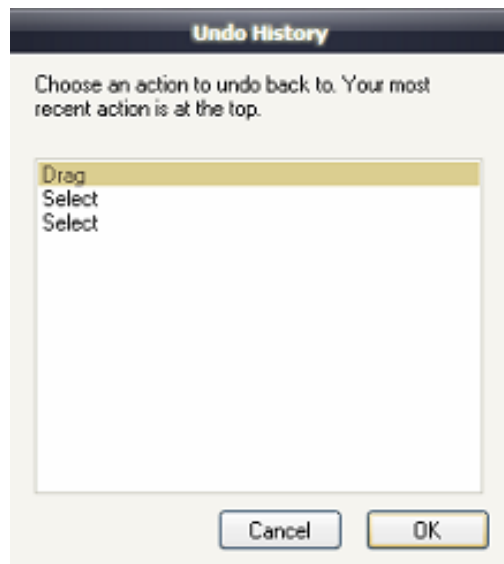 Undo History
Choose an action to undo back to. Your most
recent action is at the top.
Drag
Select
Select
Cancel
OK